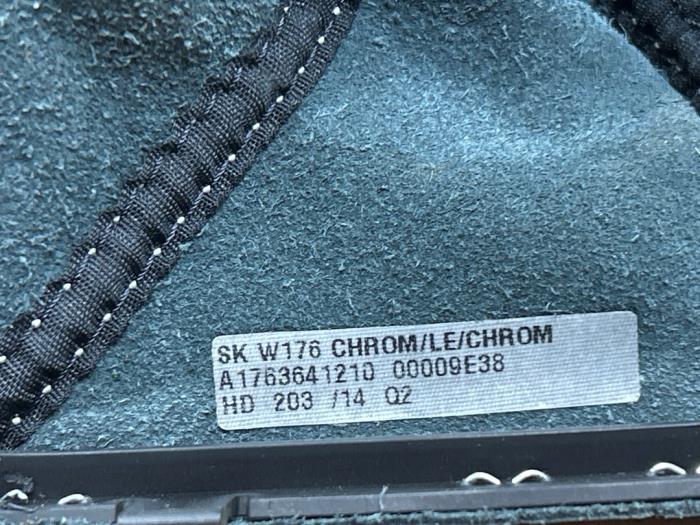 SK W176 CHROM/LE/CHROM
A1763641210 00009E38
HD 203 /14 Q2